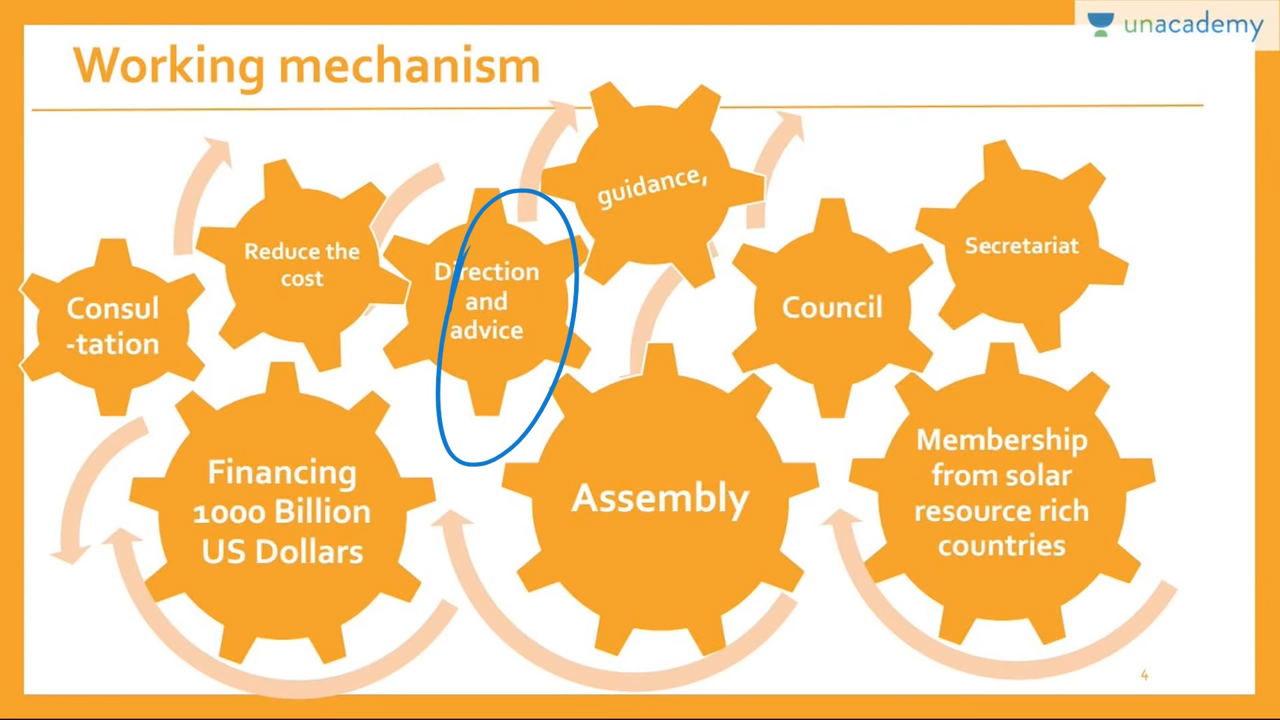 unacademy
Working mechanism
guidance,
Reduce the
cost
Direction
and
advice
Council
Secretariat
Consul
-tation
Financing
1000 Billion
US Dollars
Assembly
Membership
from solar
resource rich
countries
4